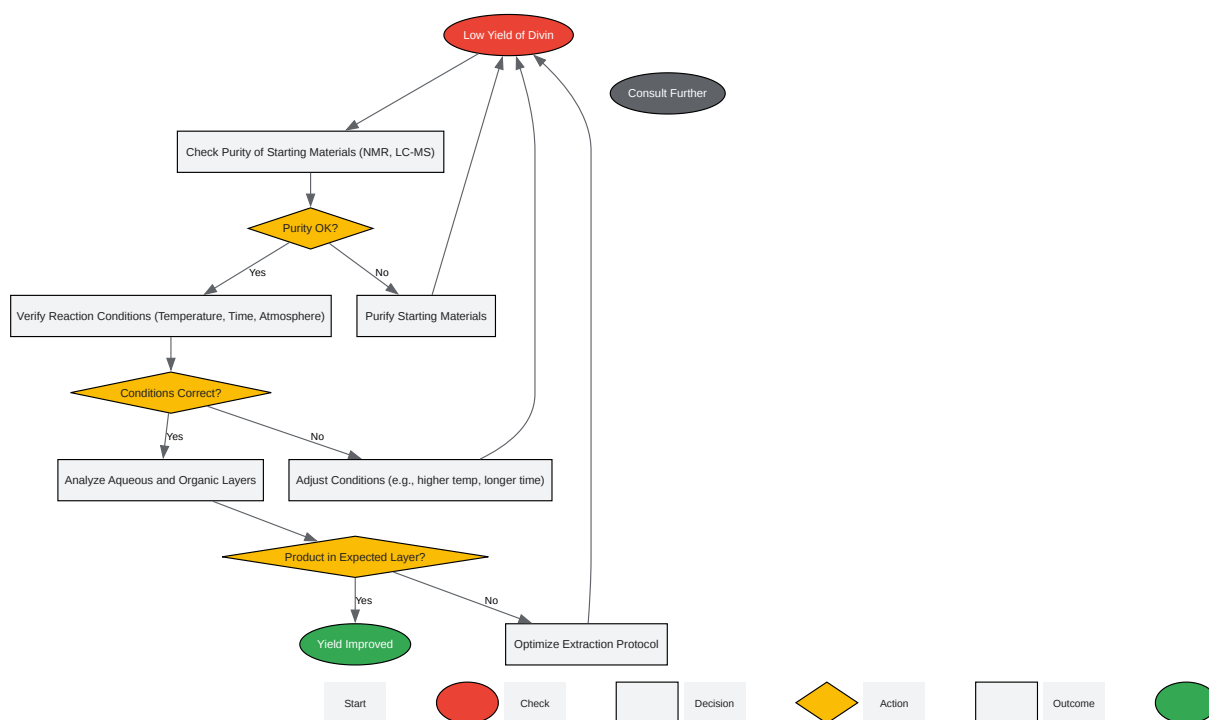 Low Yield of Divin
Consult Further
Check Purity of Starting Materials (NMR, LC-MS)
Purity OK?
Yes
No
Verify Reaction Conditions (Temperature, Time, Atmosphere)
Purify Starting Materials
Conditions Correct?
Yes
No
Analyze Aqueous and Organic Layers
Adjust Conditions (e.g., higher temp, longer time)
Product in Expected Layer?
Yes
No
Yield Improved
Optimize Extraction Protocol
Start
Check
Decision
Action
Outcome